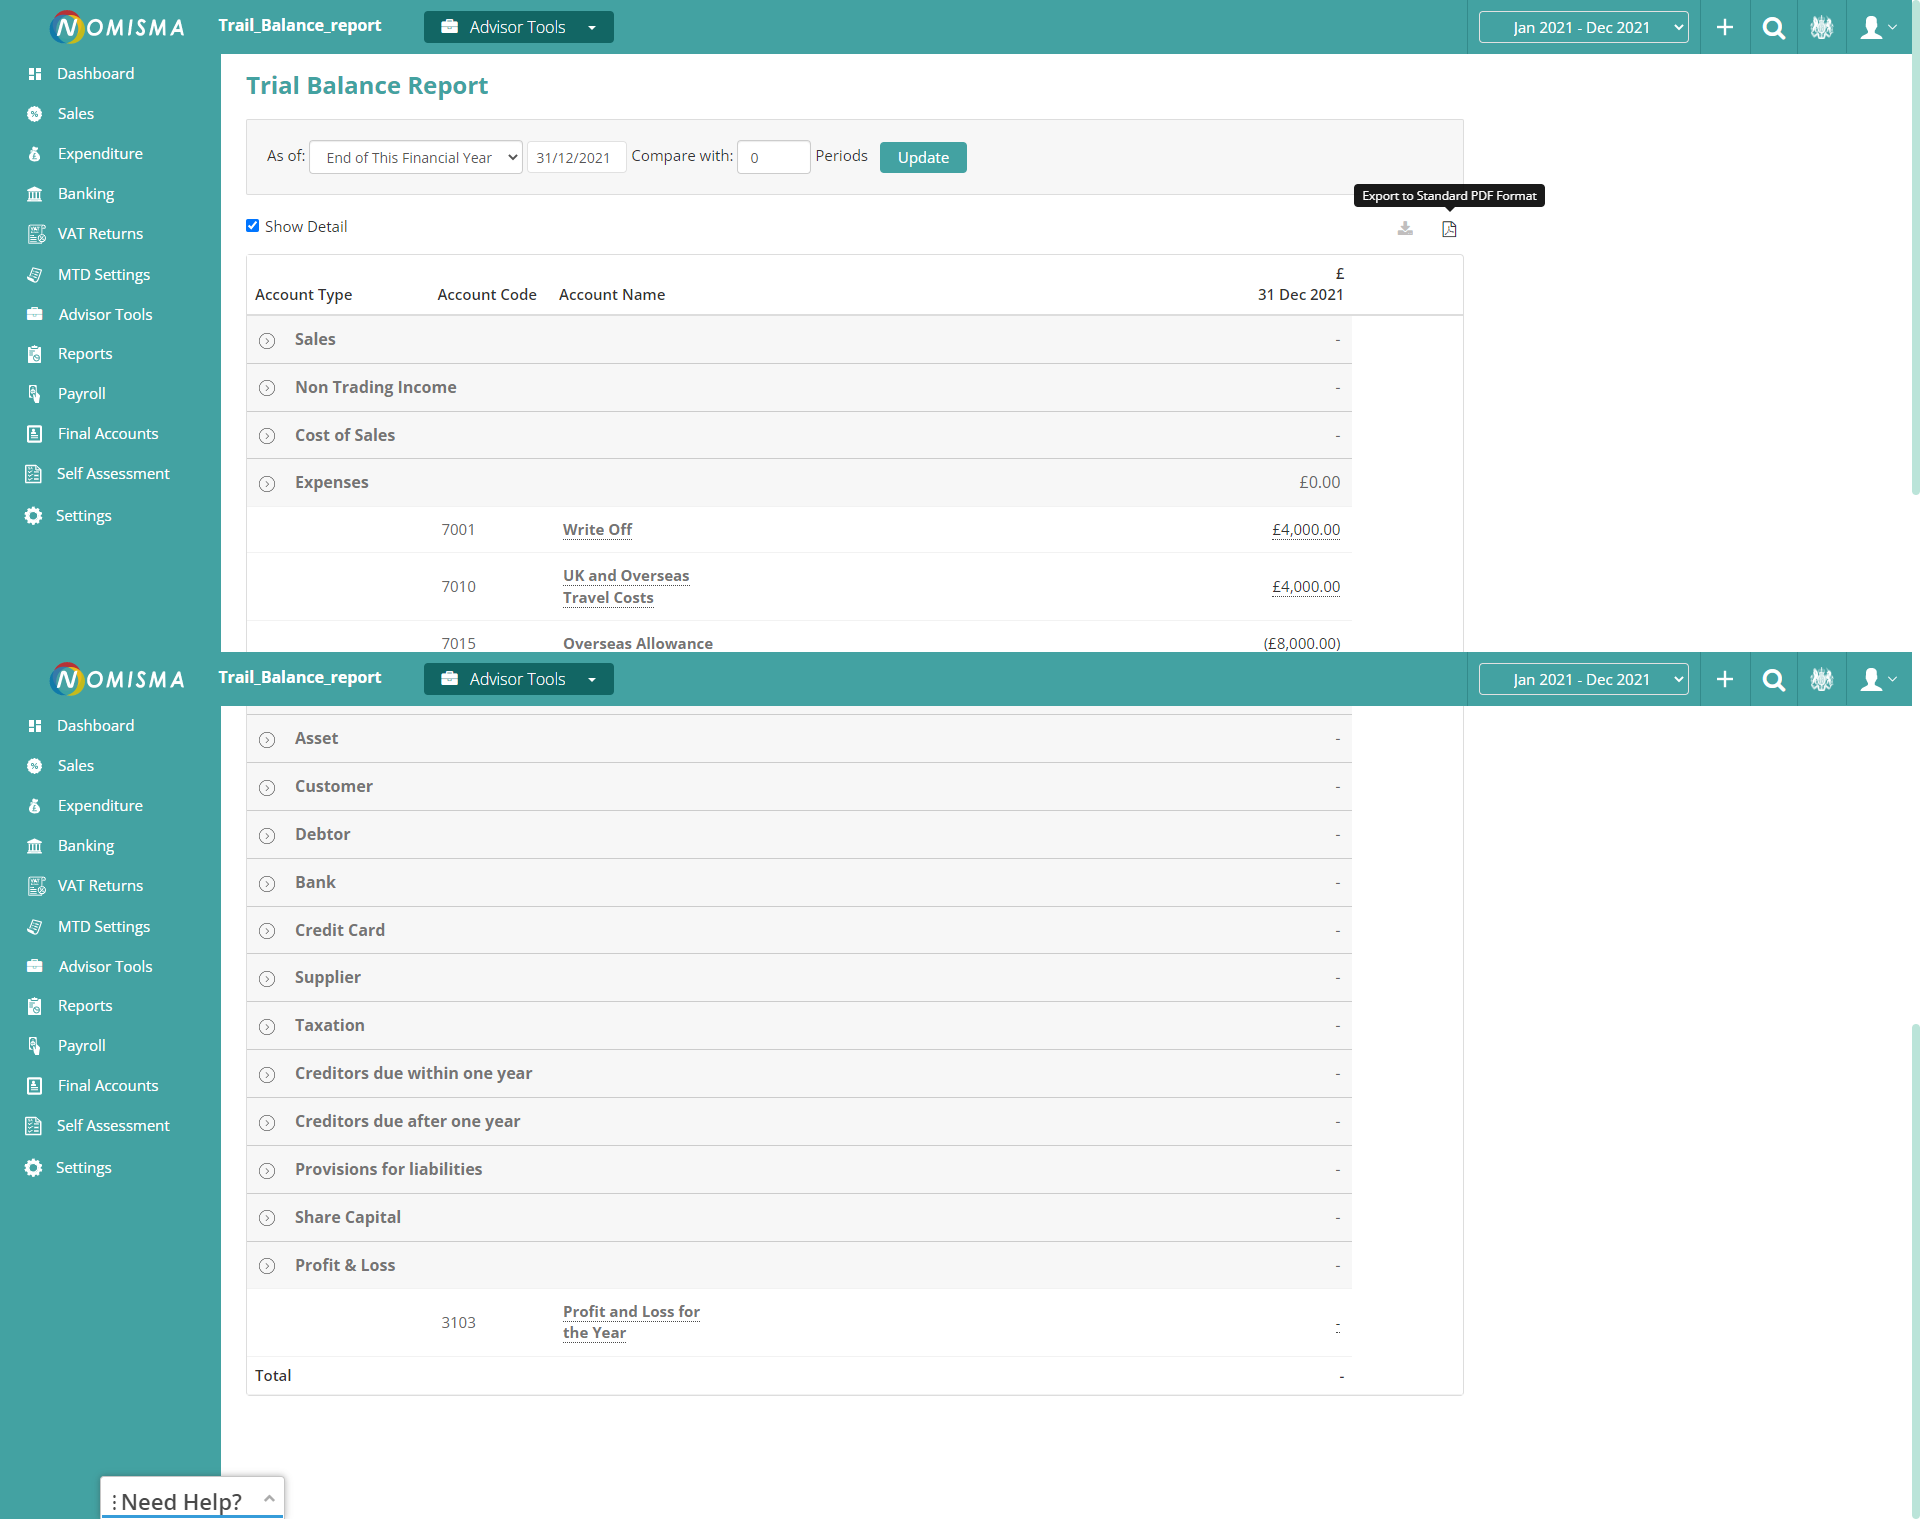 NOMISMA Trail_Balance_report Advisor Tools Jan 2021 - Dec 2021
Dashboard
Sales
Expenditure
Banking
VAT Returns
MTD Settings
Advisor Tools
Reports
Payroll
Final Accounts
Self Assessment
Settings
Trial Balance Report
As of: End of This Financial Year 31/12/2021 Compare with: 0 Periods Update
Export to Standard PDF Format
Show Detail
£
Account Type Account Code Account Name 31 Dec 2021
Sales -
Non Trading Income -
Cost of Sales -
Expenses £0.00
7001 Write Off £4,000.00
7010 UK and Overseas Travel Costs £4,000.00
7015 Overseas Allowance (£8,000.00)
NOMISMA Trail_Balance_report Advisor Tools Jan 2021 - Dec 2021
Dashboard
Sales
Expenditure
Banking
VAT Returns
MTD Settings
Advisor Tools
Reports
Payroll
Final Accounts
Self Assessment
Settings
Asset -
Customer -
Debtor -
Bank -
Credit Card -
Supplier -
Taxation -
Creditors due within one year -
Creditors due after one year -
Provisions for liabilities -
Share Capital -
Profit & Loss -
3103 Profit and Loss for the Year -
Total -
Need Help?